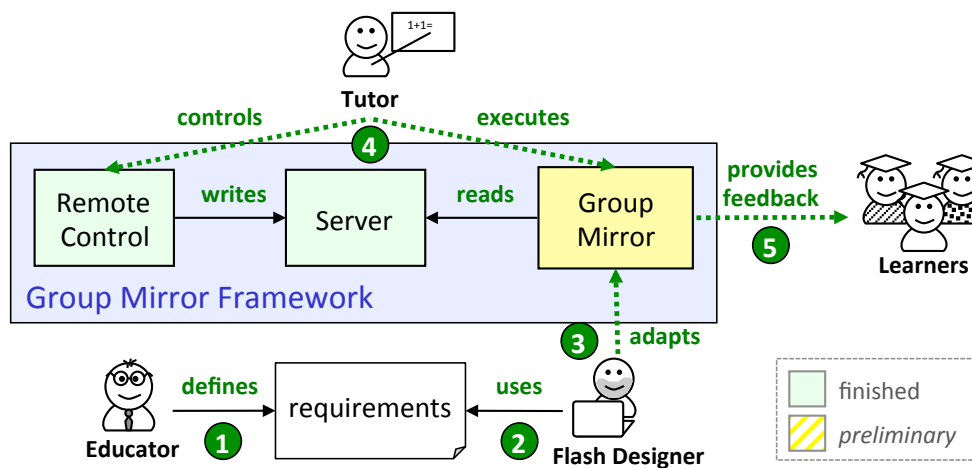 1+1=
Tutor
controls
executes
4
Remote
Control
writes
Server
reads
Group
Mirror
provides
feedback
5
Learners
Group Mirror Framework
3
adapts
Educator
defines
1
requirements
uses
2
Flash Designer
finished
preliminary